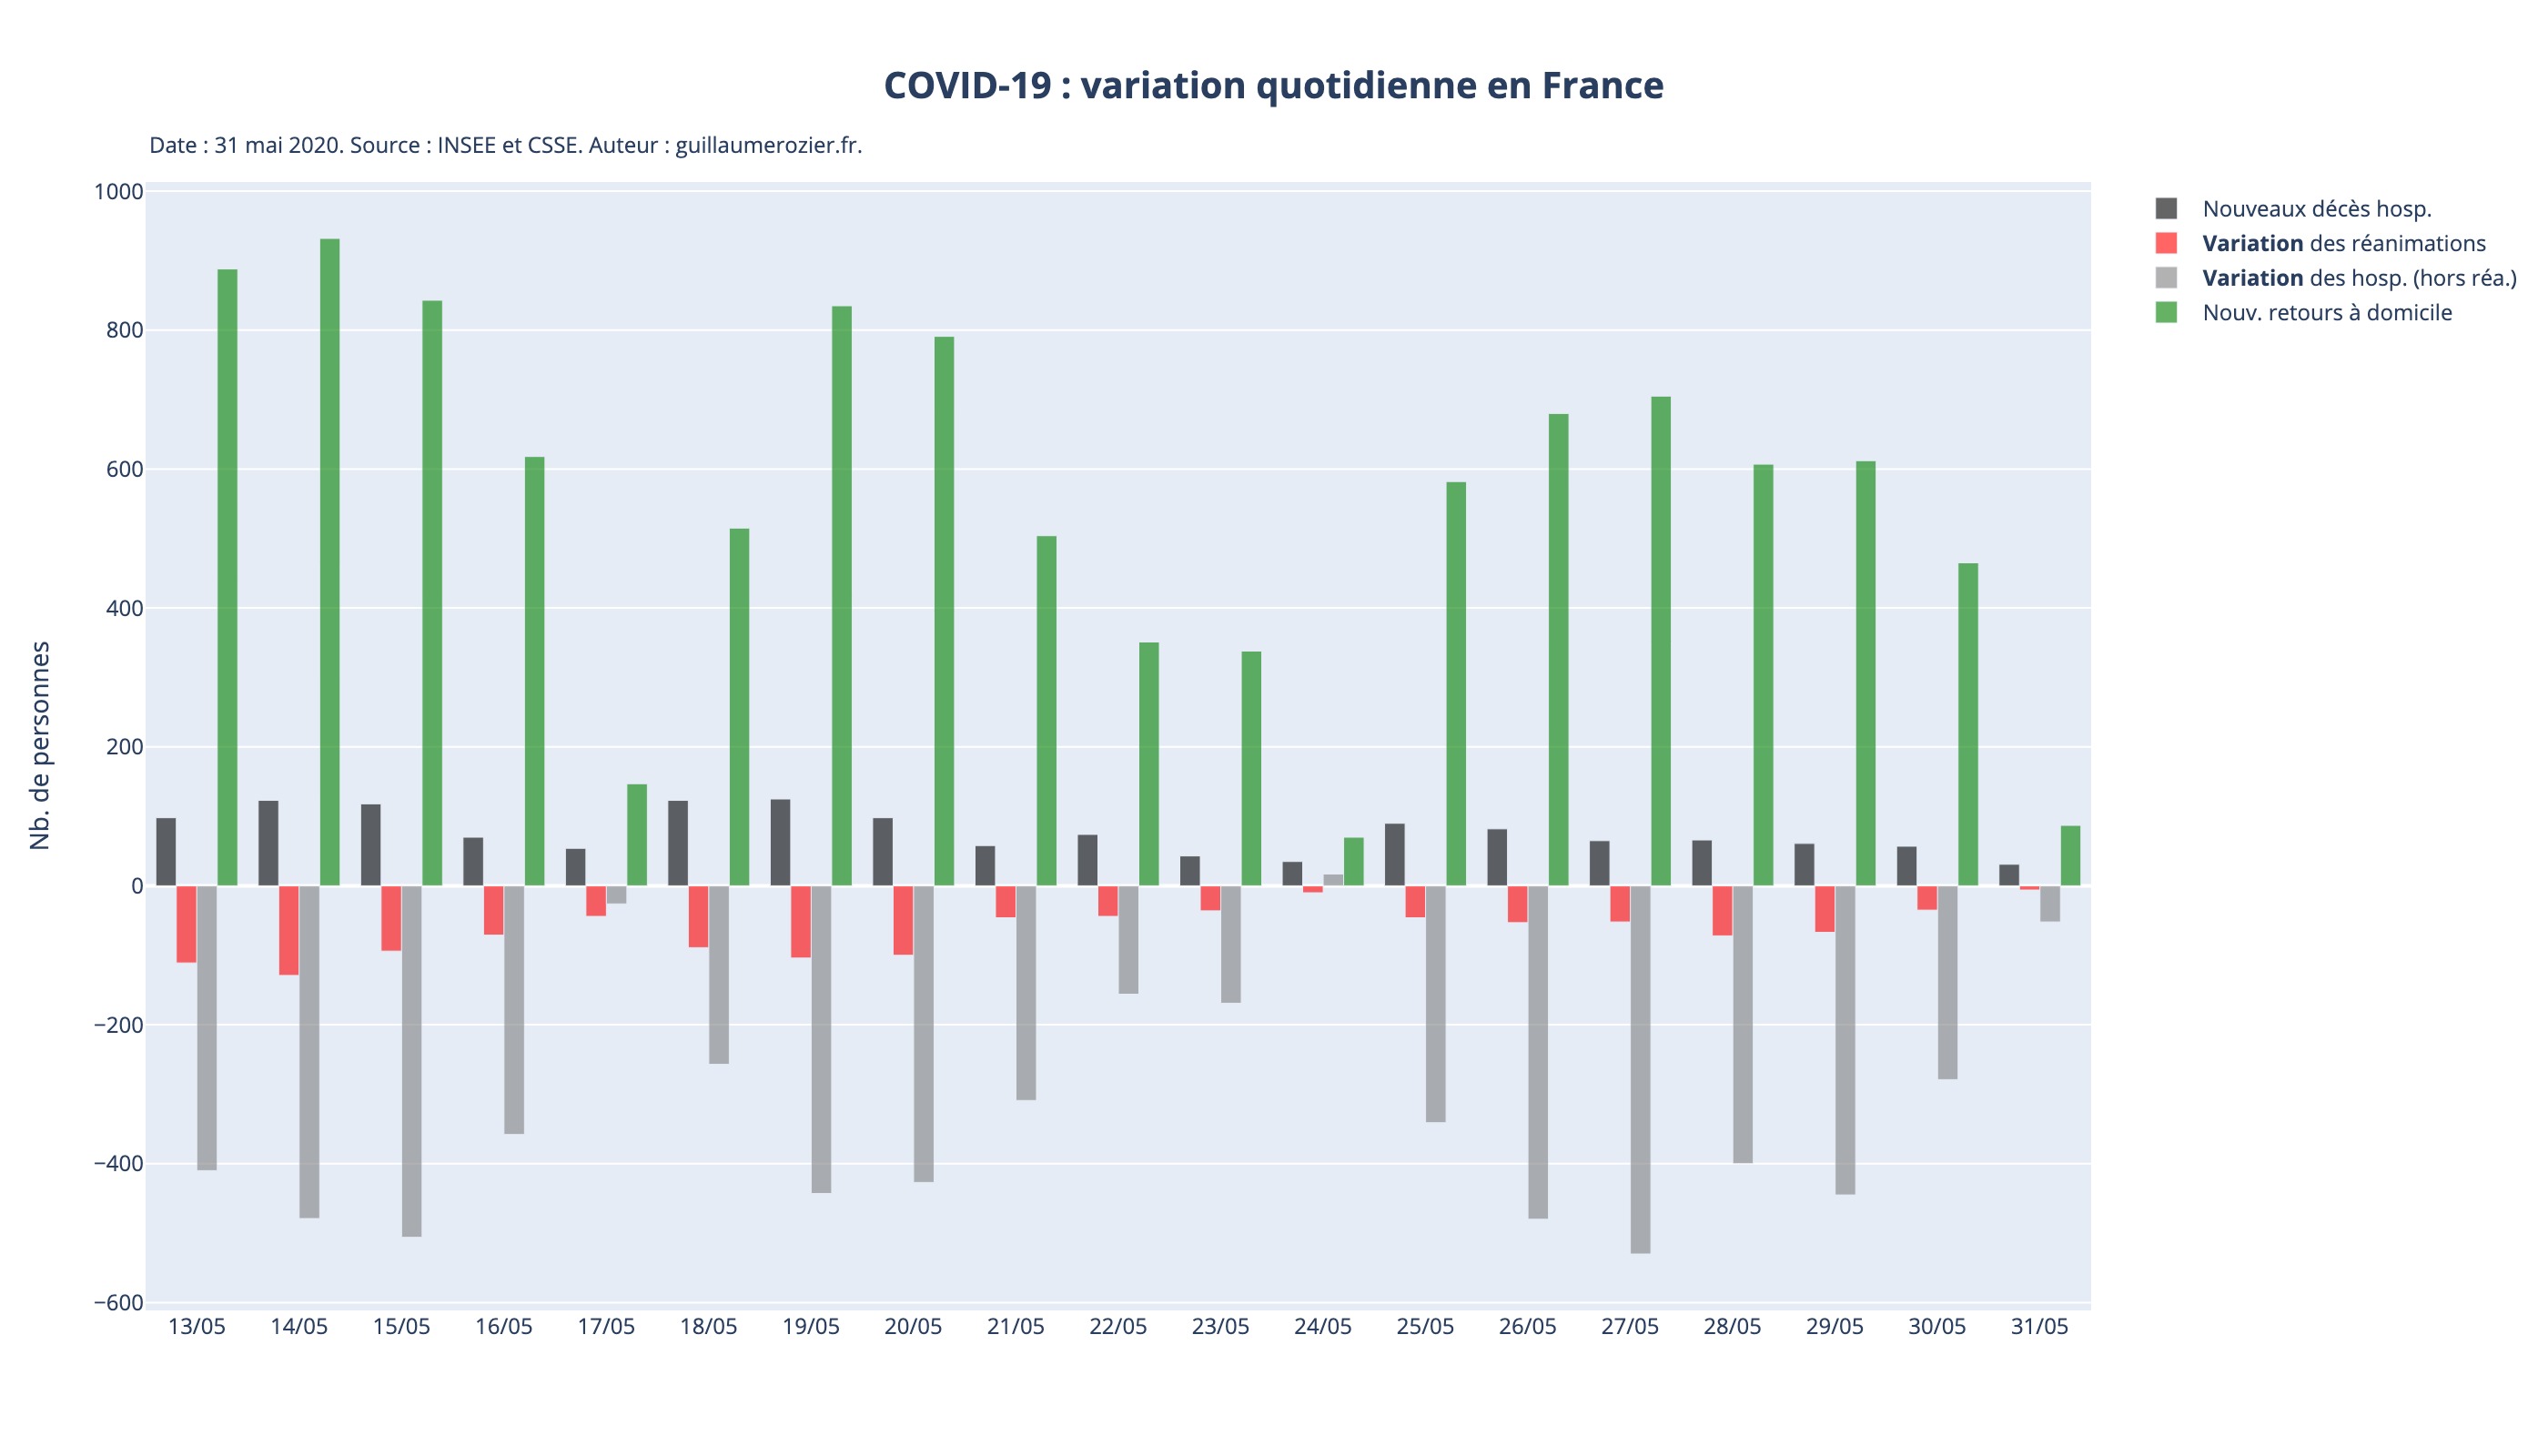 COVID-19 : variation quotidienne en France
Date : 31 mai 2020. Source : INSEE et CSSE. Auteur : guillaumerozier.fr.
Nb. de personnes
1000
800
600
400
200
0
−200
−400
−600
13/05 14/05 15/05 16/05 17/05 18/05 19/05 20/05 21/05 22/05 23/05 24/05 25/05 26/05 27/05 28/05 29/05 30/05 31/05
Nouveaux décès hosp.
Variation des réanimations
Variation des hosp. (hors réa.)
Nouv. retours à domicile